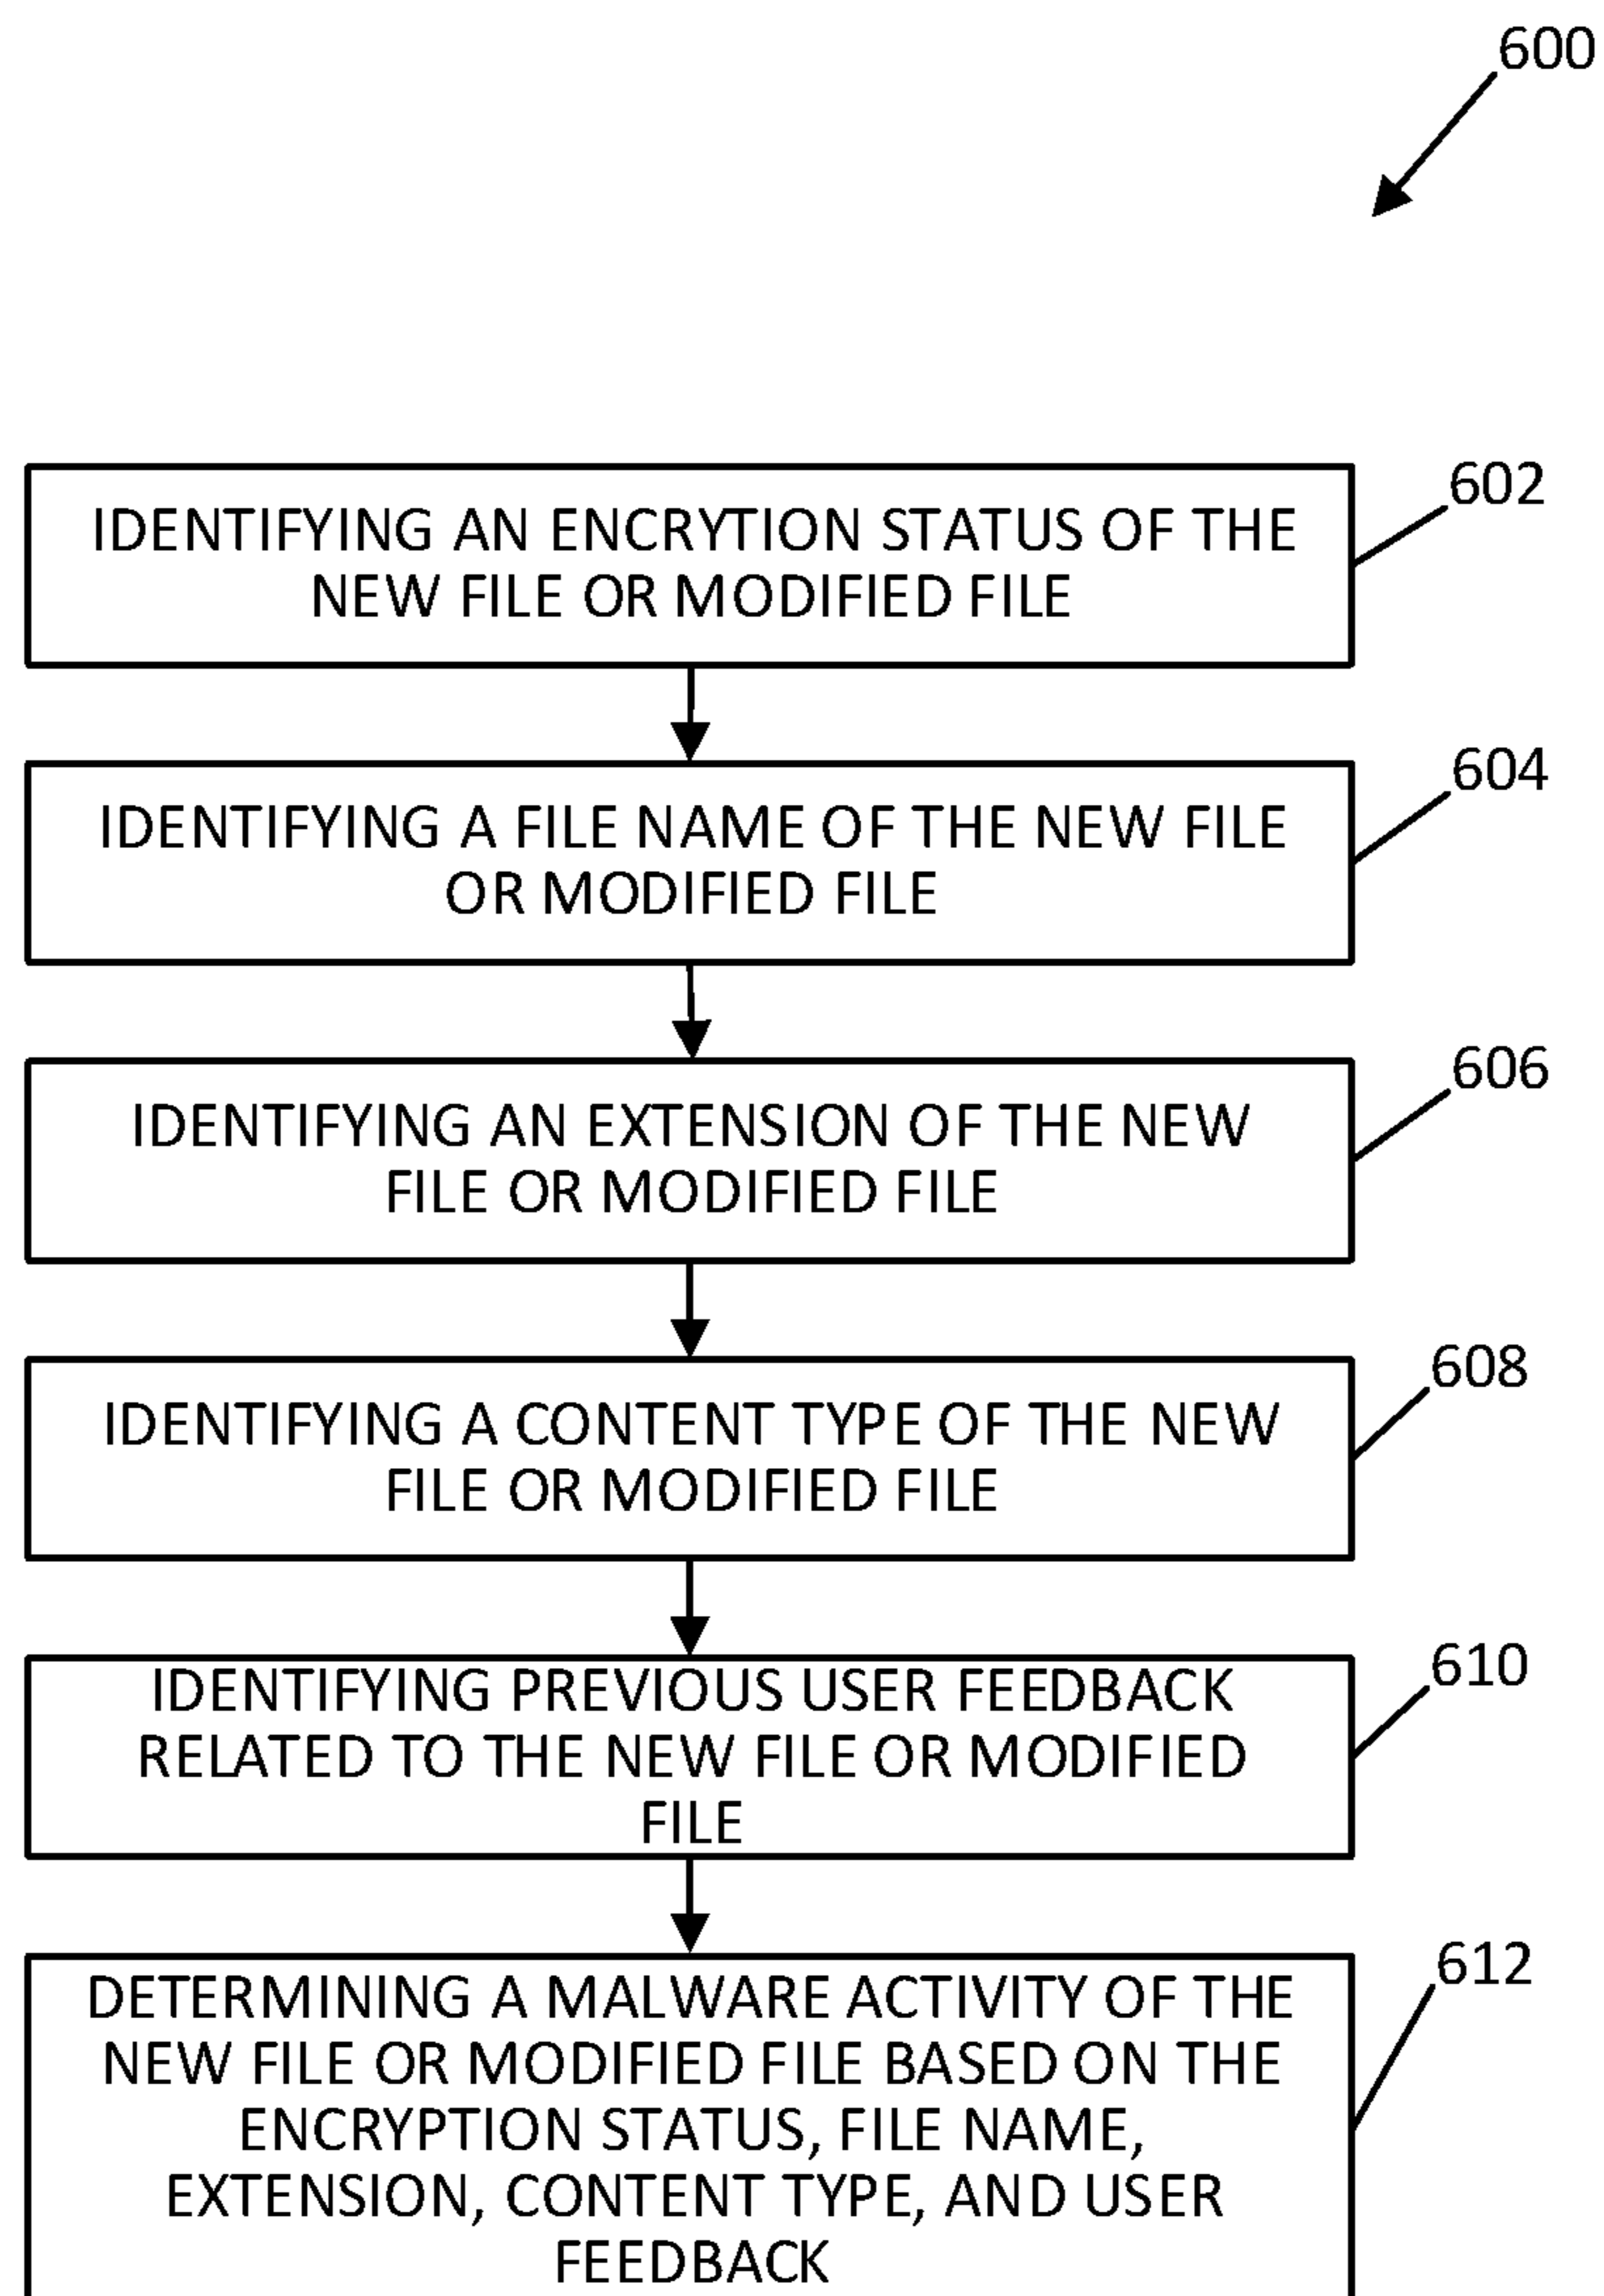 600
602
IDENTIFYING AN ENCRYTION STATUS OF THE
NEW FILE OR MODIFIED FILE
604
IDENTIFYING A FILE NAME OF THE NEW FILE
OR MODIFIED FILE
606
IDENTIFYING AN EXTENSION OF THE NEW
FILE OR MODIFIED FILE
608
IDENTIFYING A CONTENT TYPE OF THE NEW
FILE OR MODIFIED FILE
610
IDENTIFYING PREVIOUS USER FEEDBACK
RELATED TO THE NEW FILE OR MODIFIED
FILE
612
DETERMINING A MALWARE ACTIVITY OF THE
NEW FILE OR MODIFIED FILE BASED ON THE
ENCRYPTION STATUS, FILE NAME,
EXTENSION, CONTENT TYPE, AND USER
FEEDBACK